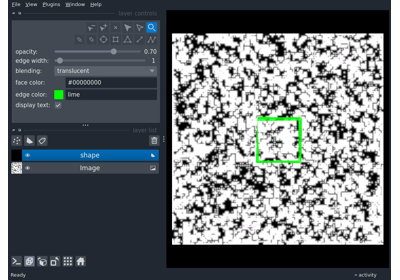 File View Plugins Window Help
layer controls
opacity: 0.70
edge width: 1
blending: translucent
face color: #00000000
edge color: lime
display text:
layer list
shape
Image
Ready
activity